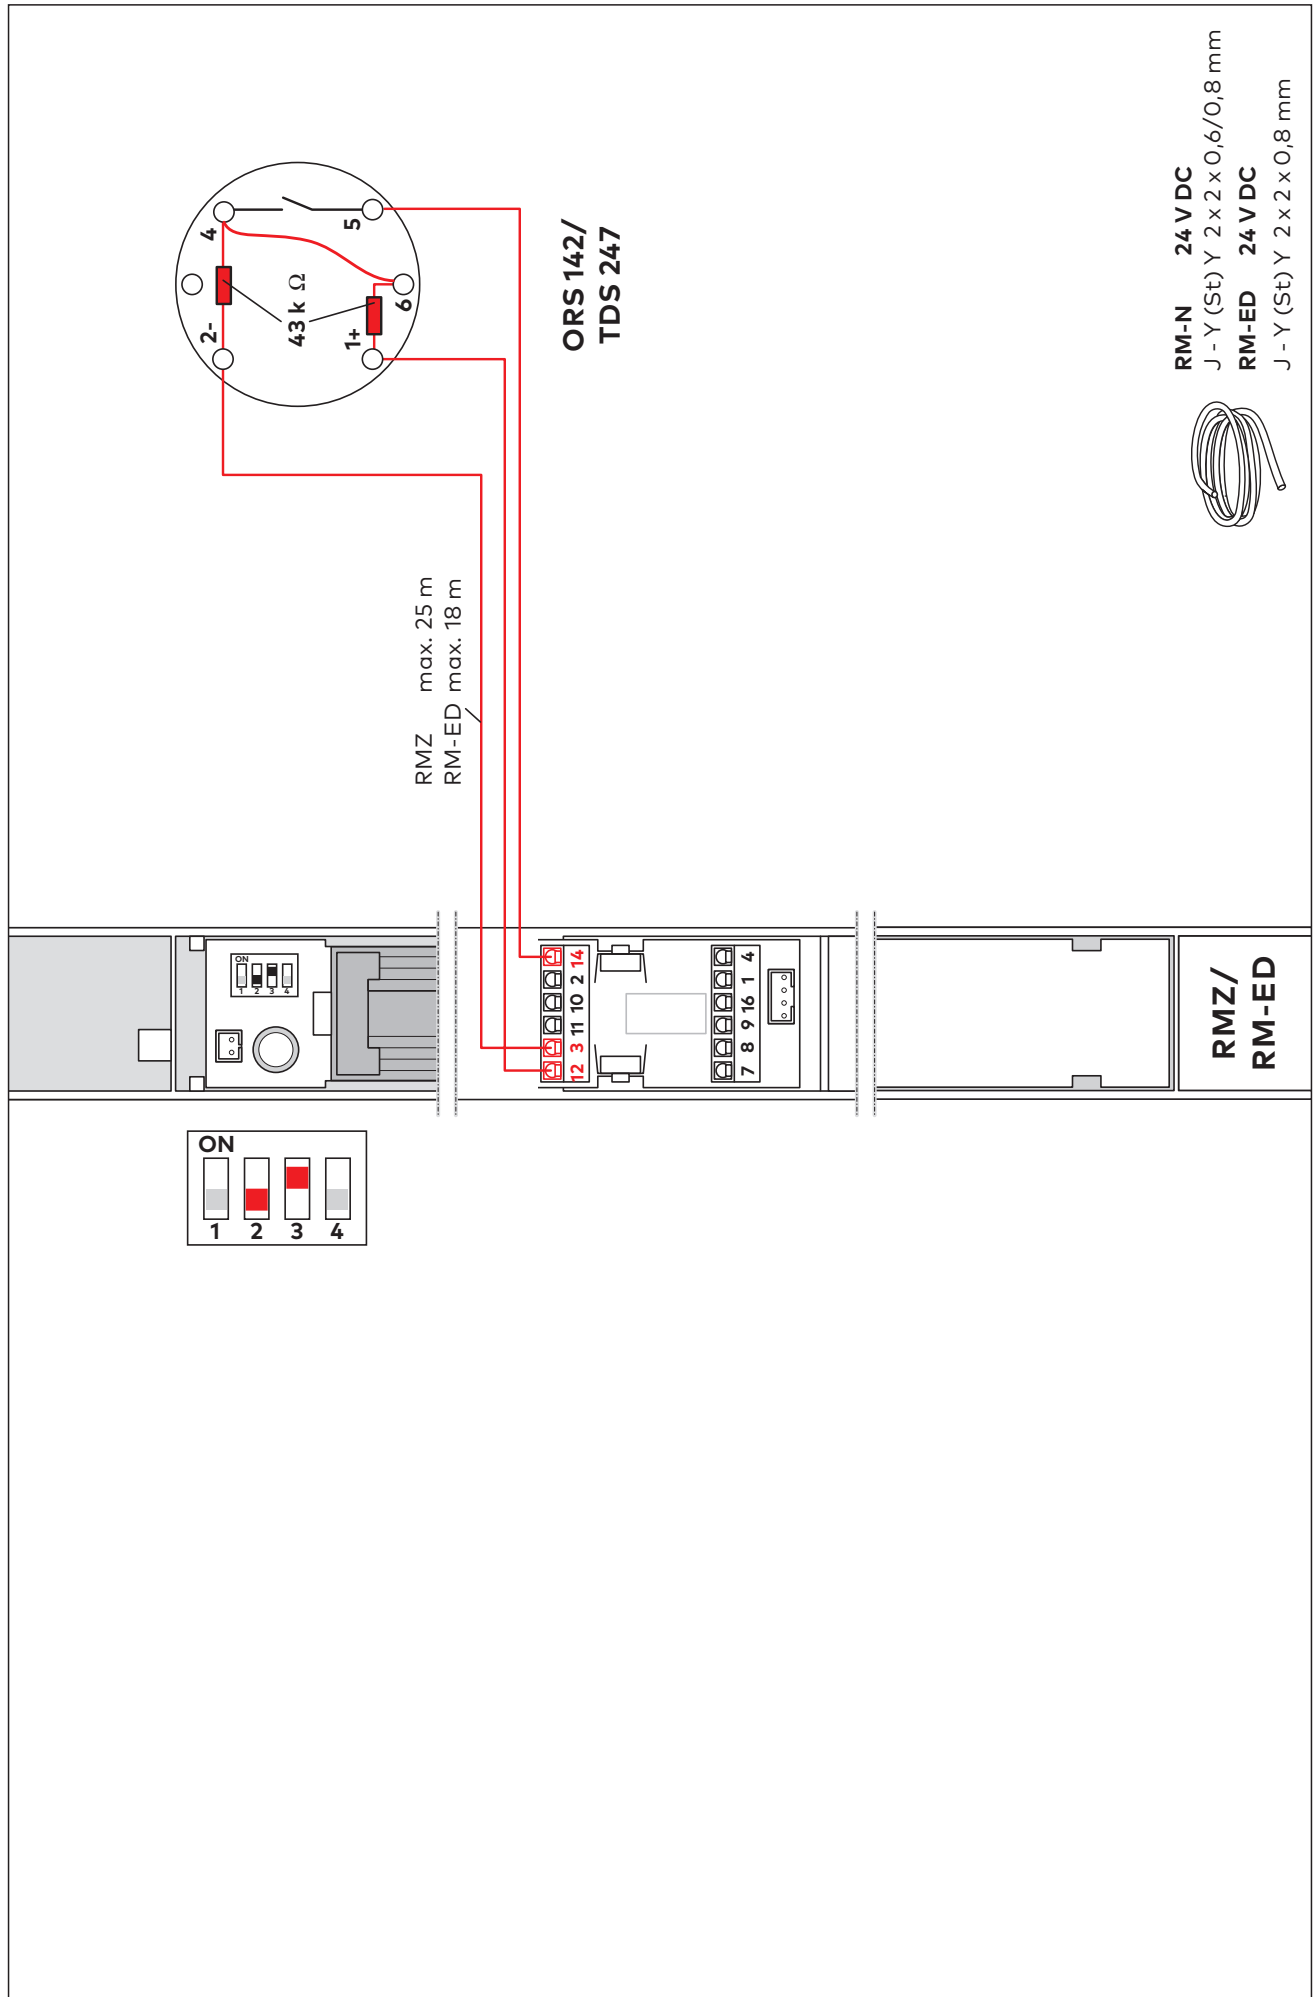 4
5
2-
43 k Ω
1+
6
ORS 142/
TDS 247
RM-N 24 V DC
J - Y (St) Y 2 x 2 x 0,6/0,8 mm
RM-ED 24 V DC
J - Y (St) Y 2 x 2 x 0,8 mm
RMZ max. 25 m
RM-ED max. 18 m
ON
1 2 3 4
12 3 11 10 2 14
7 8 9 16 1 4
RMZ/
RM-ED
ON
1 2 3 4